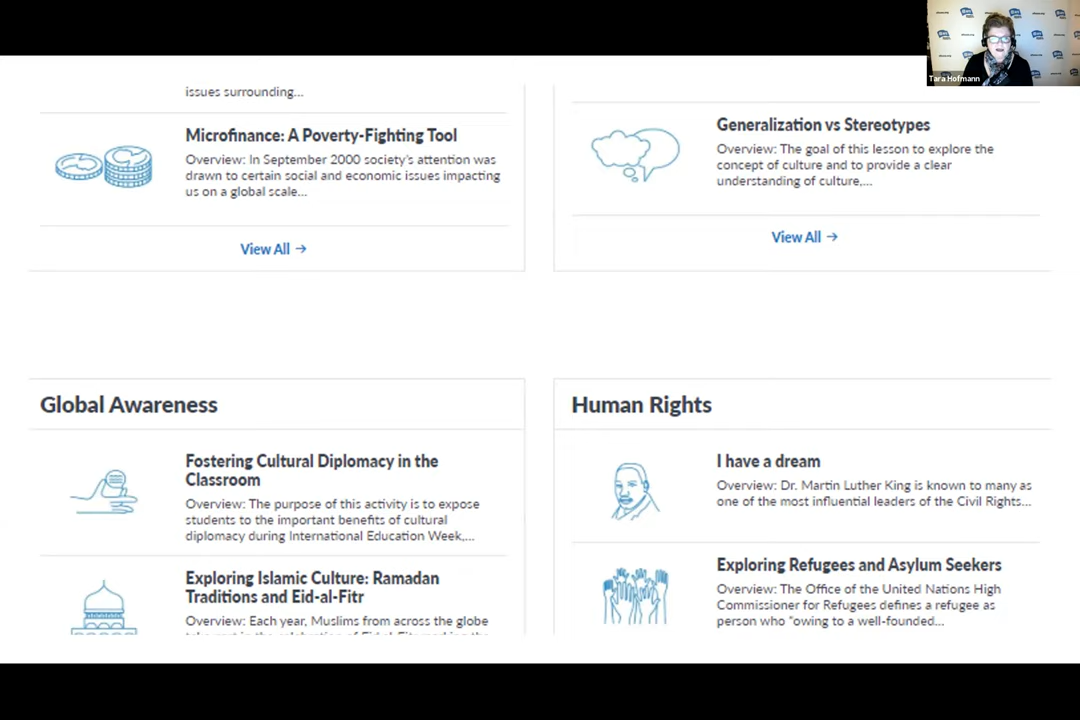 Tara Hofmann
issues surrounding...
Microfinance: A Poverty-Fighting Tool
Overview: In September 2000 society's attention was
drawn to certain social and economic issues impacting
us on a global scale...
View All →
Generalization vs Stereotypes
Overview: The goal of this lesson to explore the
concept of culture and to provide a clear
understanding of culture,...
View All →
Global Awareness
Fostering Cultural Diplomacy in the
Classroom
Overview: The purpose of this activity is to expose
students to the important benefits of cultural
diplomacy during International Education Week,...
Exploring Islamic Culture: Ramadan
Traditions and Eid-al-Fitr
Overview: Each year, Muslims from across the globe
Human Rights
I have a dream
Overview: Dr. Martin Luther King is known to many as
one of the most influential leaders of the Civil Rights...
Exploring Refugees and Asylum Seekers
Overview: The Office of the United Nations High
Commissioner for Refugees defines a refugee as
person who "owing to a well-founded...